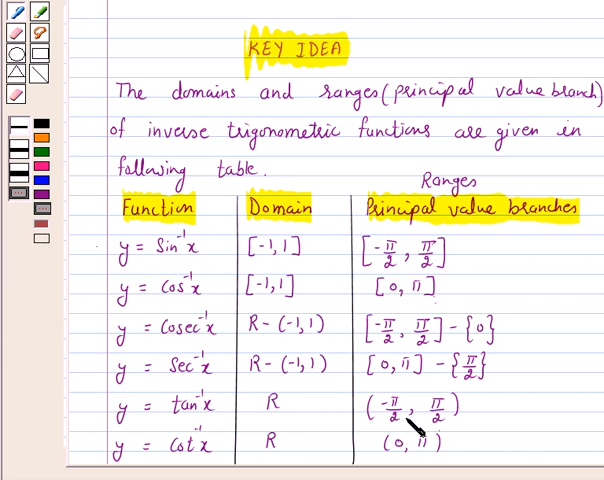 KEY IDEA
The domains and ranges (principal value branch)
of inverse trigonometric functions are given in
following table.
Ranges
Function Domain Principal value branches
y = Sin⁻¹x [-1, 1] [-π/2, π/2]
y = Cos⁻¹x [-1, 1] [0, π]
y = Cosec⁻¹x R - (-1, 1) [-π/2, π/2] - {0}
y = Sec⁻¹x R - (-1, 1) [0, π] - {π/2}
y = tan⁻¹x R (-π/2, π/2)
y = Cot⁻¹x R (0, π)